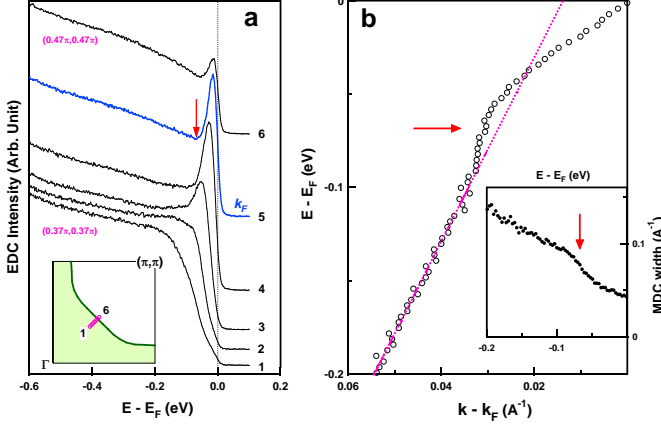 a
(0.47π,0.47π)
6
k_F
5
(0.37π,0.37π)
(π,π)
6
1
Γ
4
3
2
1
EDC Intensity (Arb. Unit)
-0.6 -0.4 -0.2 0.0 0.2
E - E_F (eV)
b
0
-0.1
-0.2
E - E_F (eV)
0.06 0.04 0.02
k - k_F (A⁻¹)
E - E_F (eV)
0.1
0
MDC width (A⁻¹)
-0.2 -0.1